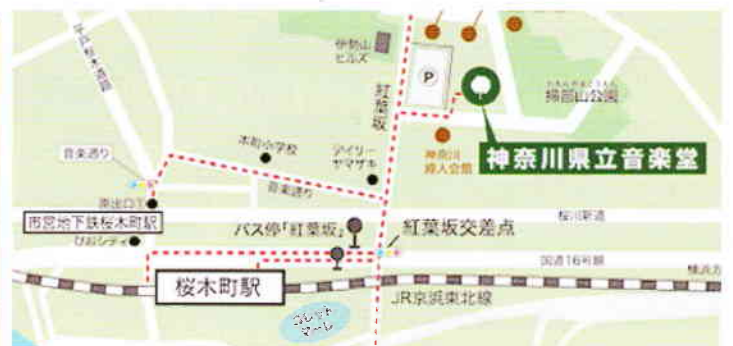 平戸桜木道路
伊勢山
ヒルズ
紅葉坂
P
掃部山公園
音楽通り
本町小学校
デイリー
ヤマザキ
神奈川
婦人会館
神奈川県立音楽堂
音楽通り
市営地下鉄桜木町駅
ぴおシティ
バス停「紅葉坂」
紅葉坂交差点
桜川新道
国道16号線
桜木町駅
JR京浜東北線
コレット
マーレ